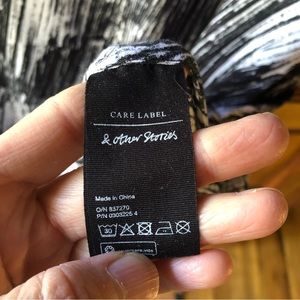 CARE LABEL
& other Stories
Made in China
O/N 837270
P/N 0303225 4
30